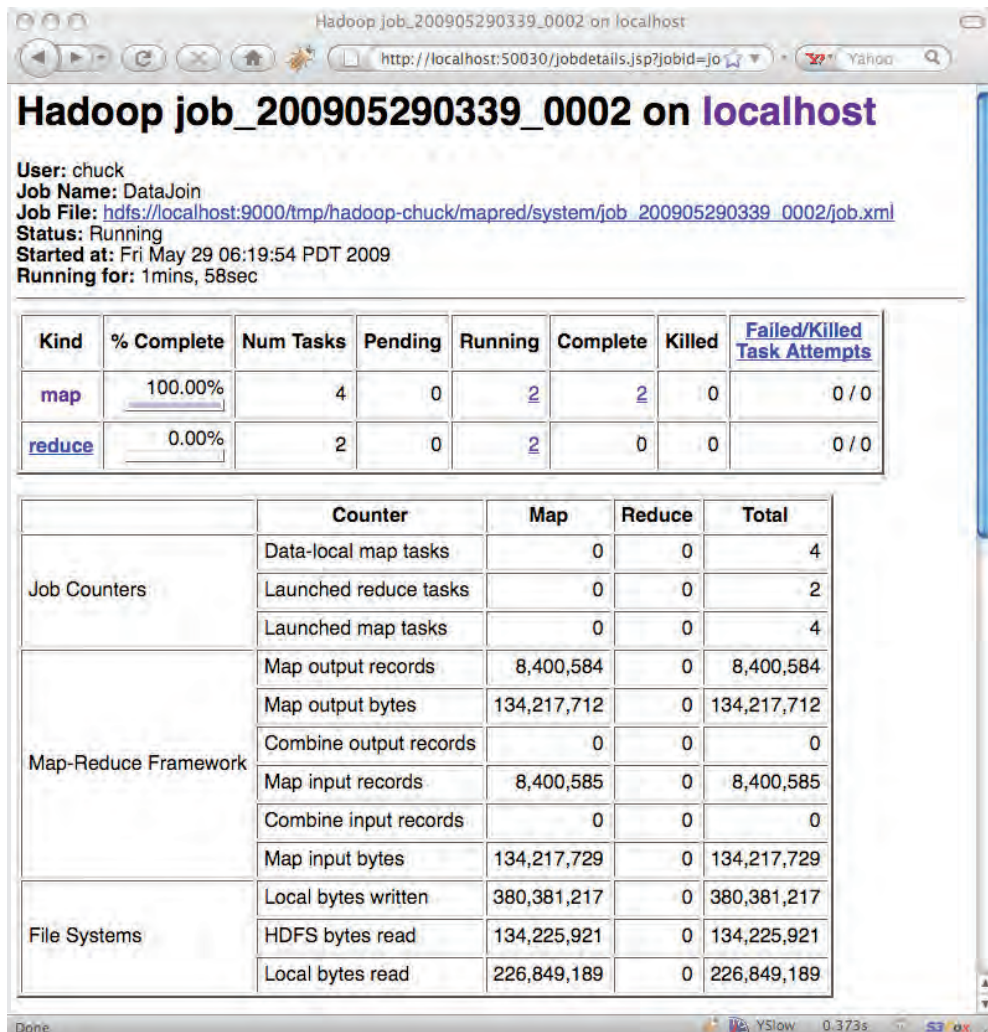 Hadoop job_200905290339_0002 on localhost
http://localhost:50030/jobdetails.jsp?jobid=jo
Yahoo
Hadoop job_200905290339_0002 on localhost
User: chuck
Job Name: DataJoin
Job File: hdfs://localhost:9000/tmp/hadoop-chuck/mapred/system/job_200905290339_0002/job.xml
Status: Running
Started at: Fri May 29 06:19:54 PDT 2009
Running for: 1mins, 58sec
Kind % Complete Num Tasks Pending Running Complete Killed Failed/Killed
Task Attempts
map 100.00% 4 0 2 2 0 0 / 0
reduce 0.00% 2 0 2 0 0 0 / 0
Counter Map Reduce Total
Job Counters
Data-local map tasks 0 0 4
Launched reduce tasks 0 0 2
Launched map tasks 0 0 4
Map-Reduce Framework
Map output records 8,400,584 0 8,400,584
Map output bytes 134,217,712 0 134,217,712
Combine output records 0 0 0
Map input records 8,400,585 0 8,400,585
Combine input records 0 0 0
Map input bytes 134,217,729 0 134,217,729
File Systems
Local bytes written 380,381,217 0 380,381,217
HDFS bytes read 134,225,921 0 134,225,921
Local bytes read 226,849,189 0 226,849,189
Done YSlow 0.373s